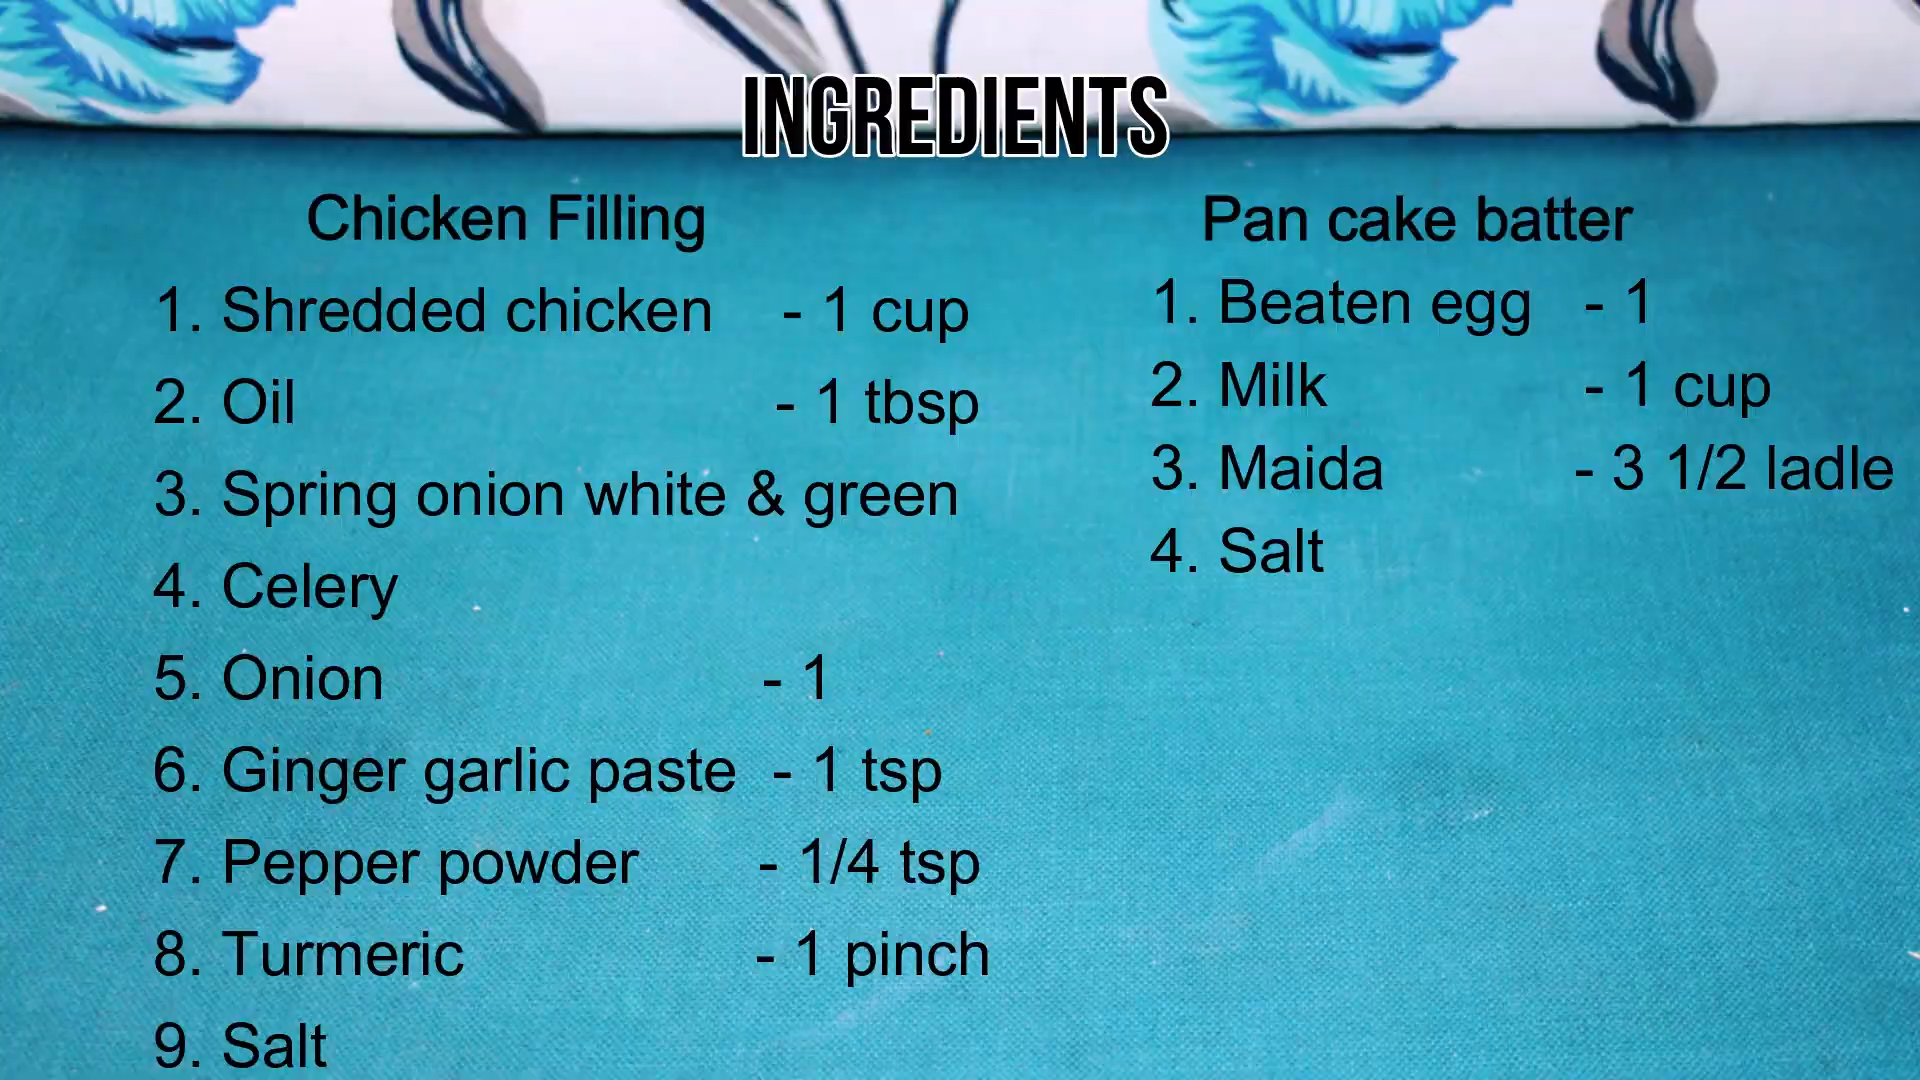 INGREDIENTS
Chicken Filling
1. Shredded chicken - 1 cup
2. Oil - 1 tbsp
3. Spring onion white & green
4. Celery
5. Onion - 1
6. Ginger garlic paste - 1 tsp
7. Pepper powder - 1/4 tsp
8. Turmeric - 1 pinch
9. Salt
Pan cake batter
1. Beaten egg - 1
2. Milk - 1 cup
3. Maida - 3 1/2 ladle
4. Salt